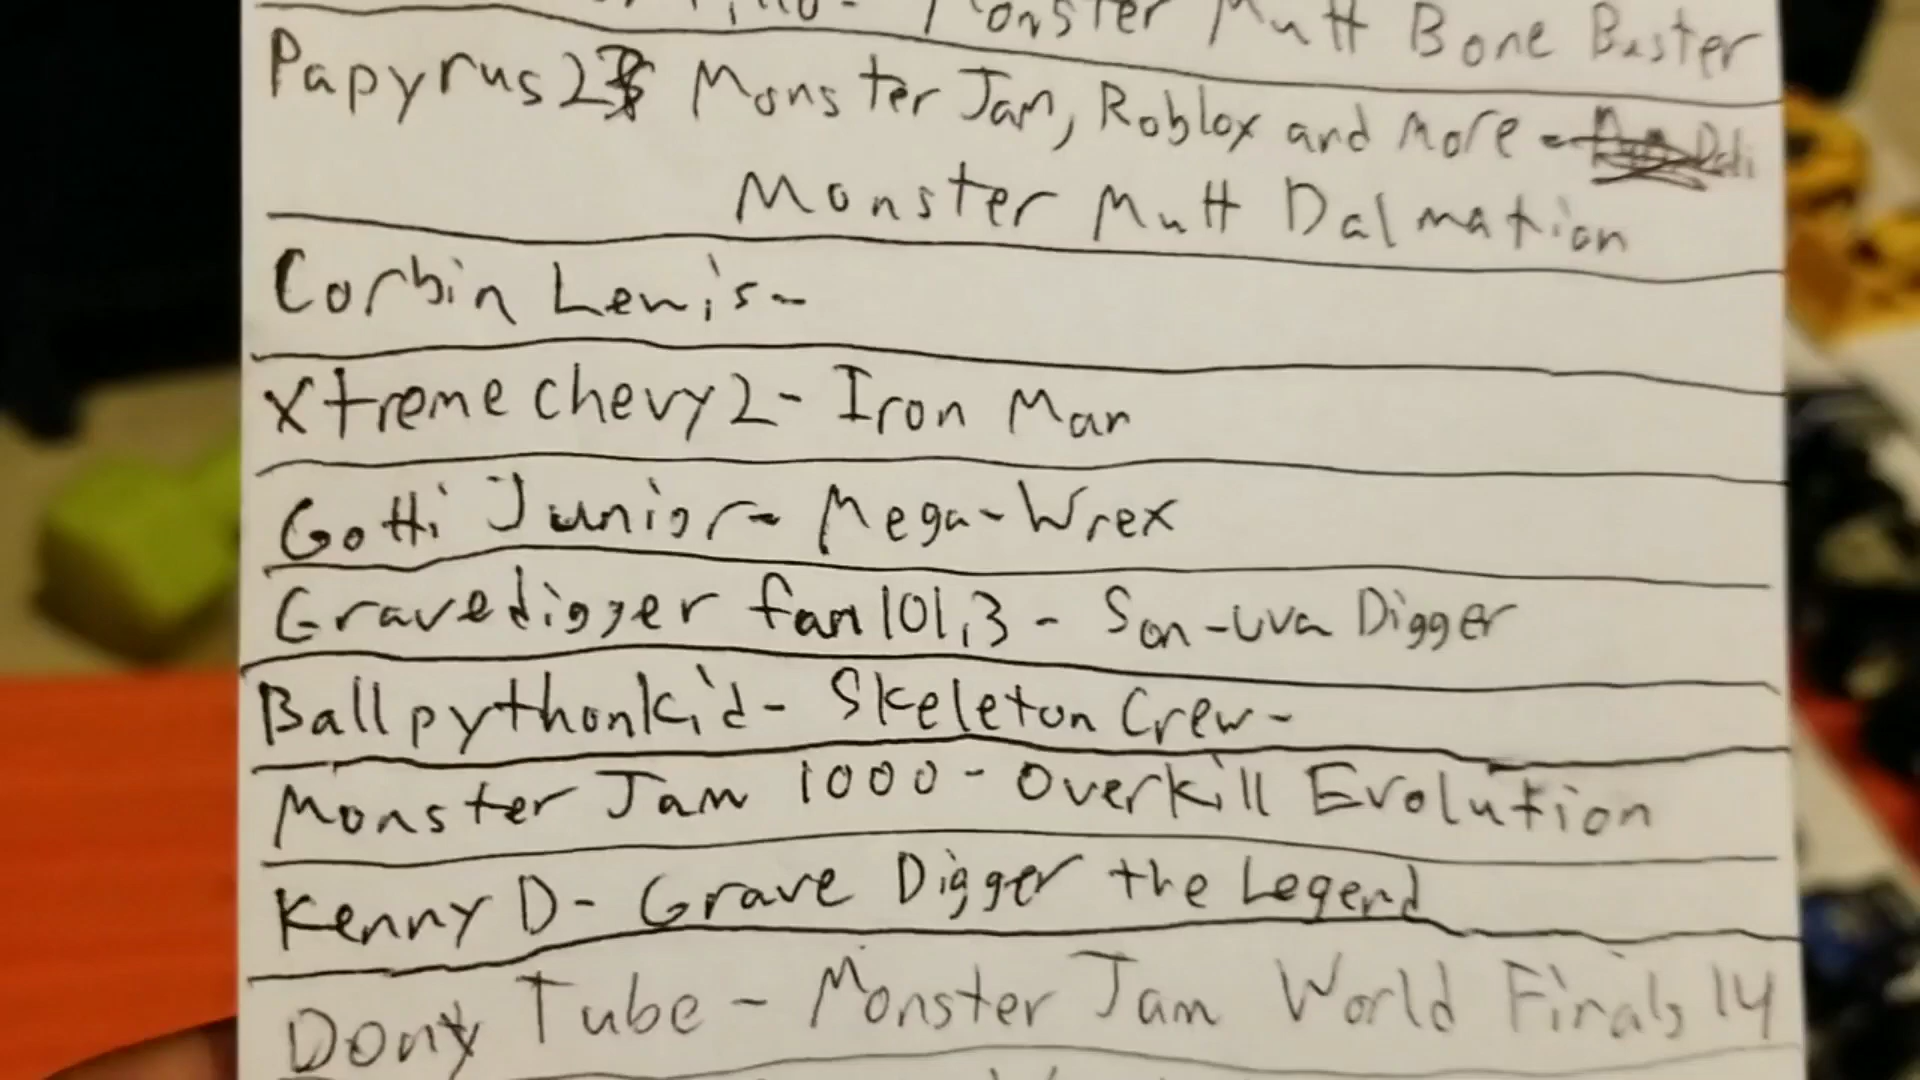 Monster Mutt Bone Buster
Papyrus Monster Jam, Roblox and More -
Monster Mutt Dalmation
Corbin Lewis-
Xtreme chevy2- Iron Man
Gotti Junior- Mega-Wrex
Gravedigger fan101,3 - Son-uva Digger
Ballpythonkid- Skeleton Crew-
Monster Jam 1000 - Overkill Evolution
Kenny D- Grave Digger the Legend
Dony Tube - Monster Jam World Finals 14